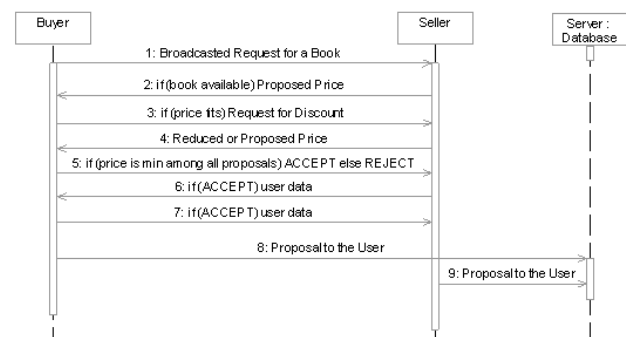 Buyer
Seller
Server :
Database
1: Broadcasted Request for a Book
2: if(book available) Proposed Price
3: if (price fits) Request for Discount
4: Reduced or Proposed Price
5: if (price is min among all proposals) ACCEPT else REJECT
6: if (ACCEPT) user data
7: if (ACCEPT) user data
8: Proposal to the User
9: Proposal to the User